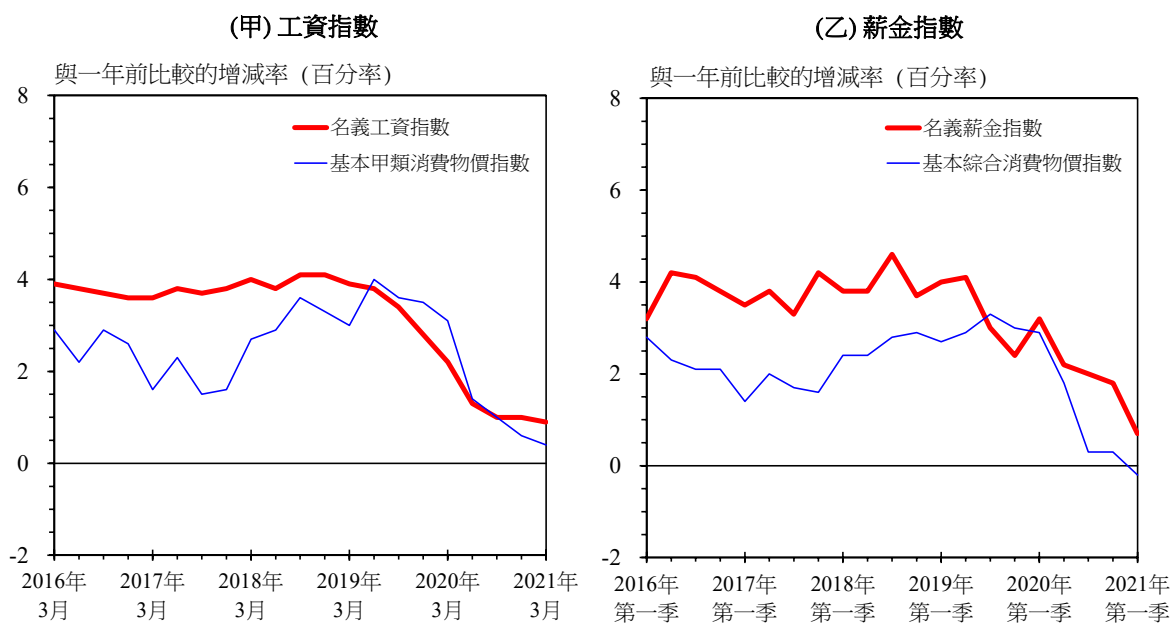 (甲) 工資指數
與一年前比較的增減率 (百分率)
8
6
4
2
0
-2
名義工資指數
基本甲類消費物價指數
2016年 2017年 2018年 2019年 2020年 2021年
3月 3月 3月 3月 3月 3月
(乙) 薪金指數
與一年前比較的增減率 (百分率)
8
6
4
2
0
-2
名義薪金指數
基本綜合消費物價指數
2016年 2017年 2018年 2019年 2020年 2021年
第一季 第一季 第一季 第一季 第一季 第一季